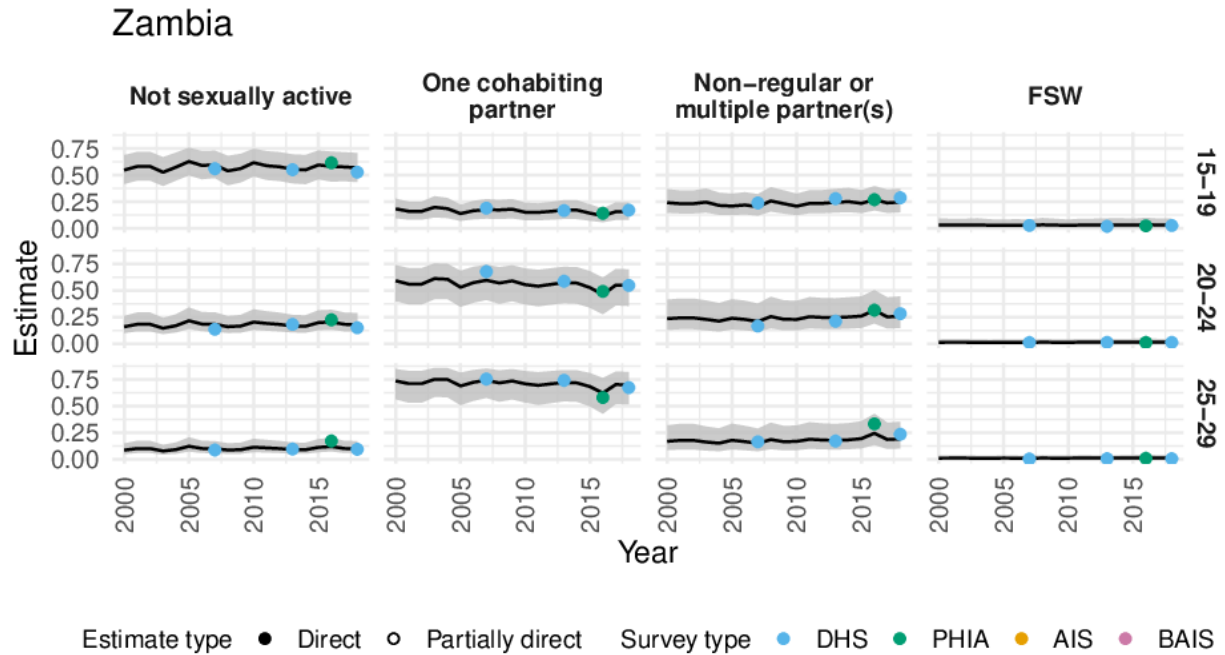 Zambia
Not sexually active
One cohabiting
partner
Non−regular or
multiple partner(s)
FSW
Estimate
0.75
0.50
0.25
0.00
15−19
0.75
0.50
0.25
0.00
20−24
0.75
0.50
0.25
0.00
25−29
2000 2005 2010 2015 2000 2005 2010 2015 2000 2005 2010 2015 2000 2005 2010 2015
Year
Estimate type Direct Partially direct Survey type DHS PHIA AIS BAIS